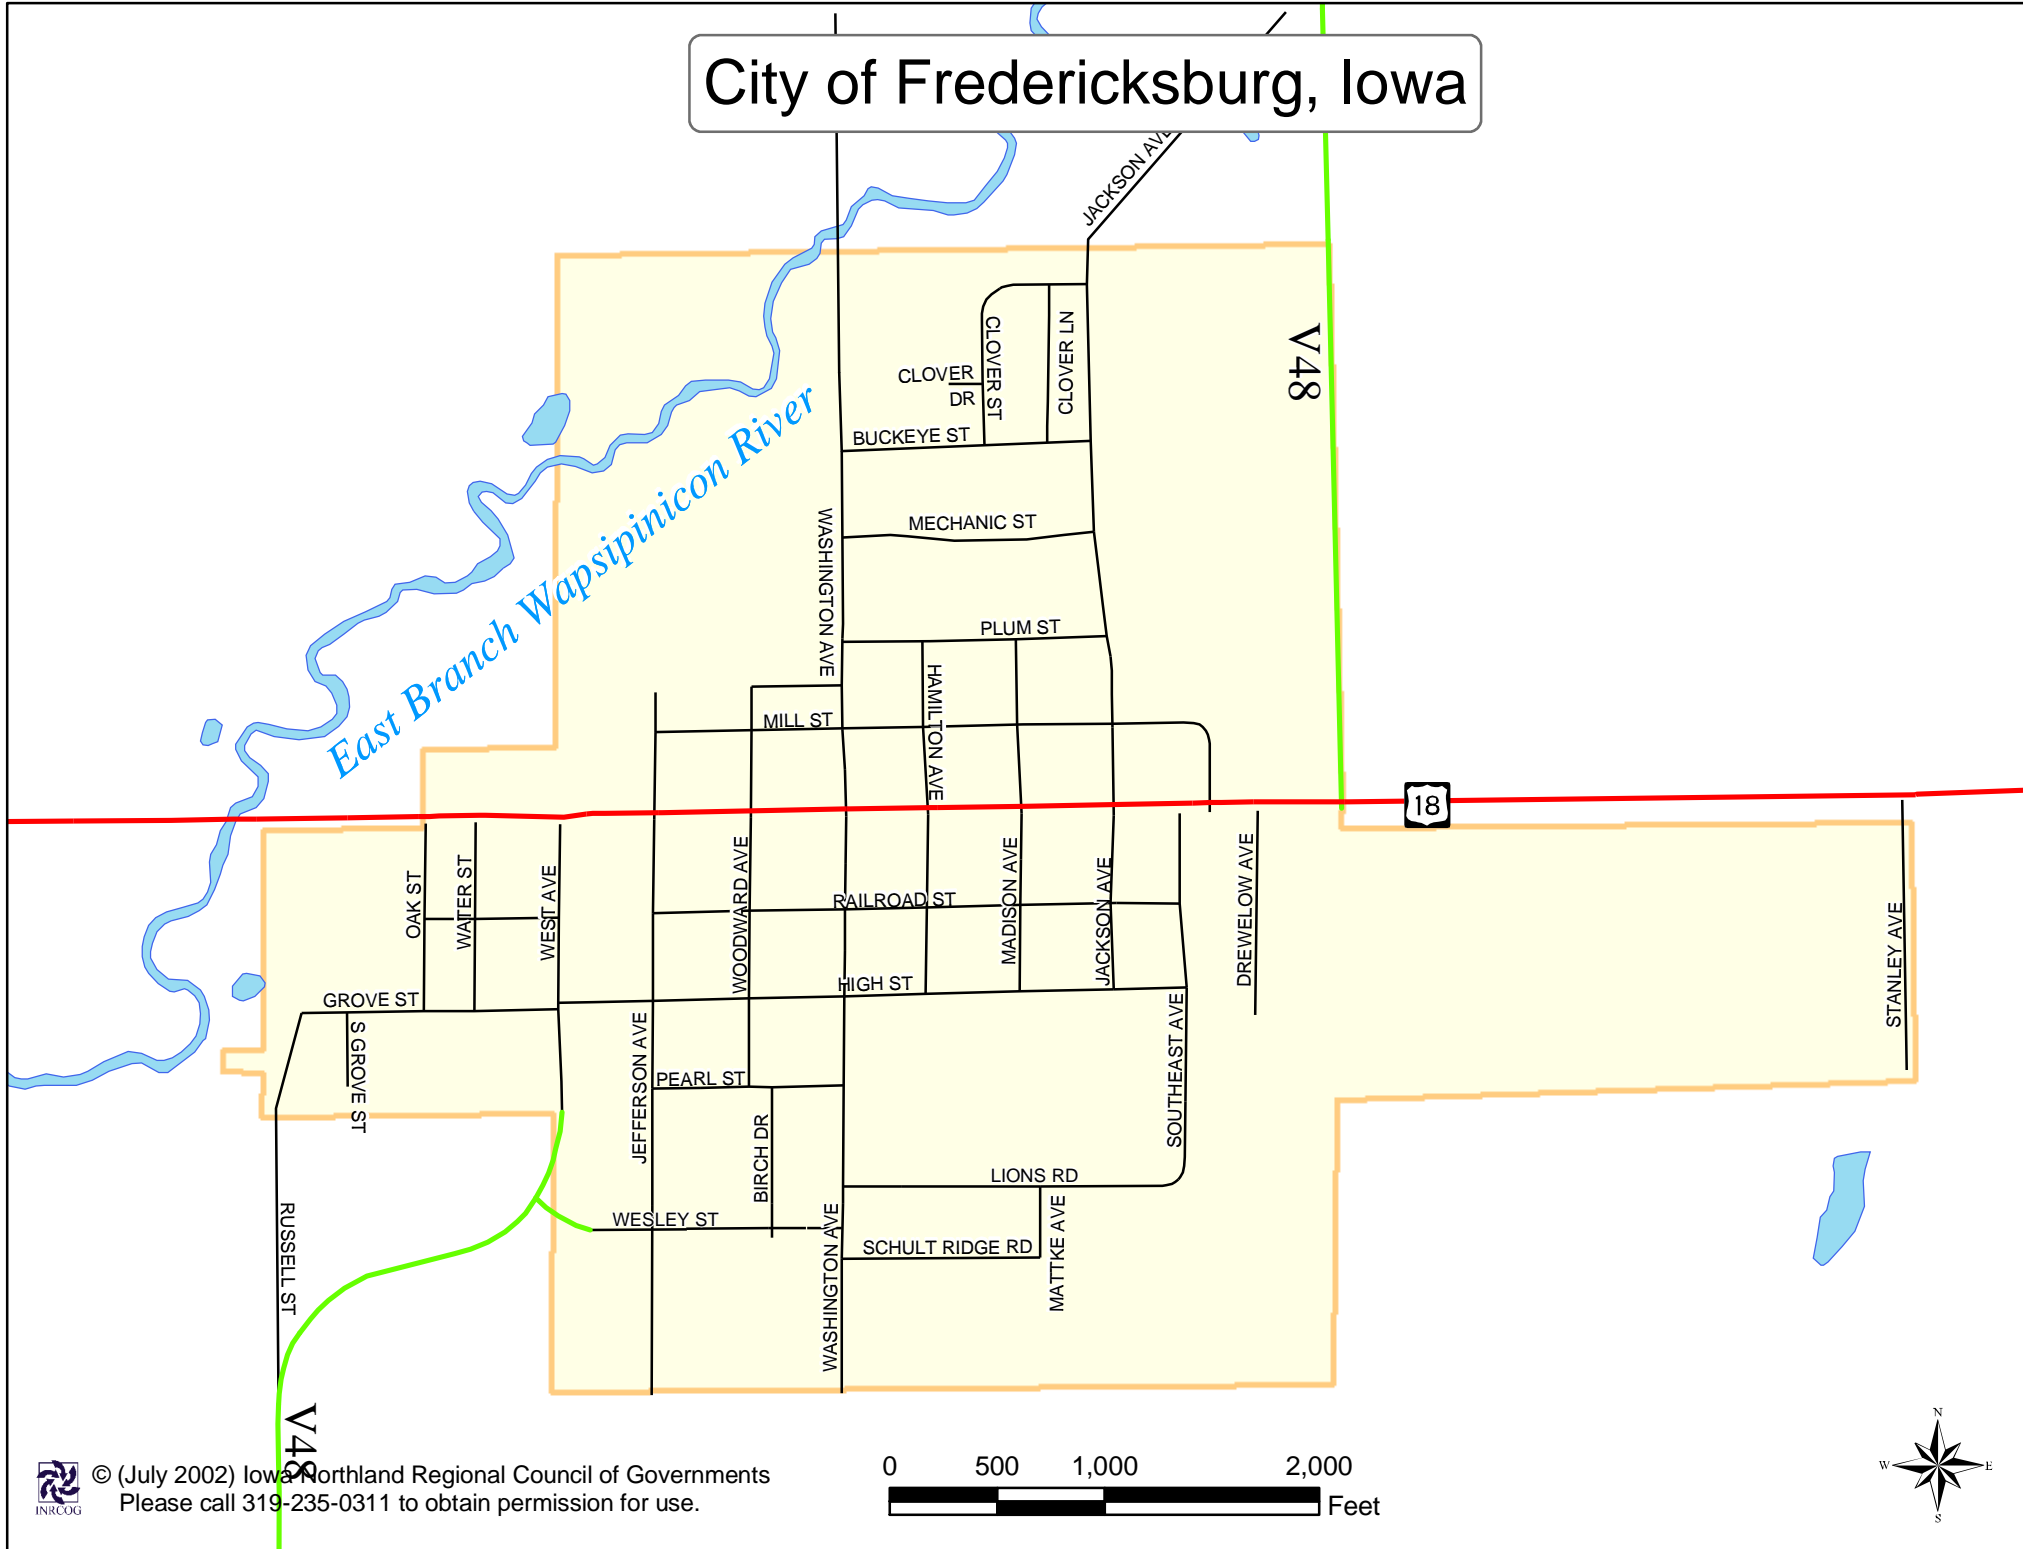 City of Fredericksburg, Iowa
JACKSON AVE
V48
CLOVER ST
CLOVER LN
CLOVER
DR
BUCKEYE ST
East Branch Wapsipinicon River
WASHINGTON AVE
MECHANIC ST
PLUM ST
HAMILTON AVE
MILL ST
18
OAK ST
WATER ST
WEST AVE
WOODWARD AVE
RAILROAD ST
MADISON AVE
JACKSON AVE
DREWELOW AVE
STANLEY AVE
GROVE ST
HIGH ST
S GROVE ST
JEFFERSON AVE
PEARL ST
SOUTHEAST AVE
BIRCH DR
LIONS RD
RUSSELL ST
WESLEY ST
WASHINGTON AVE
SCHULT RIDGE RD
MATTKE AVE
V48
INRCOG
© (July 2002) Iowa Northland Regional Council of Governments
Please call 319-235-0311 to obtain permission for use.
0 500 1,000 2,000
Feet
N
W E
S